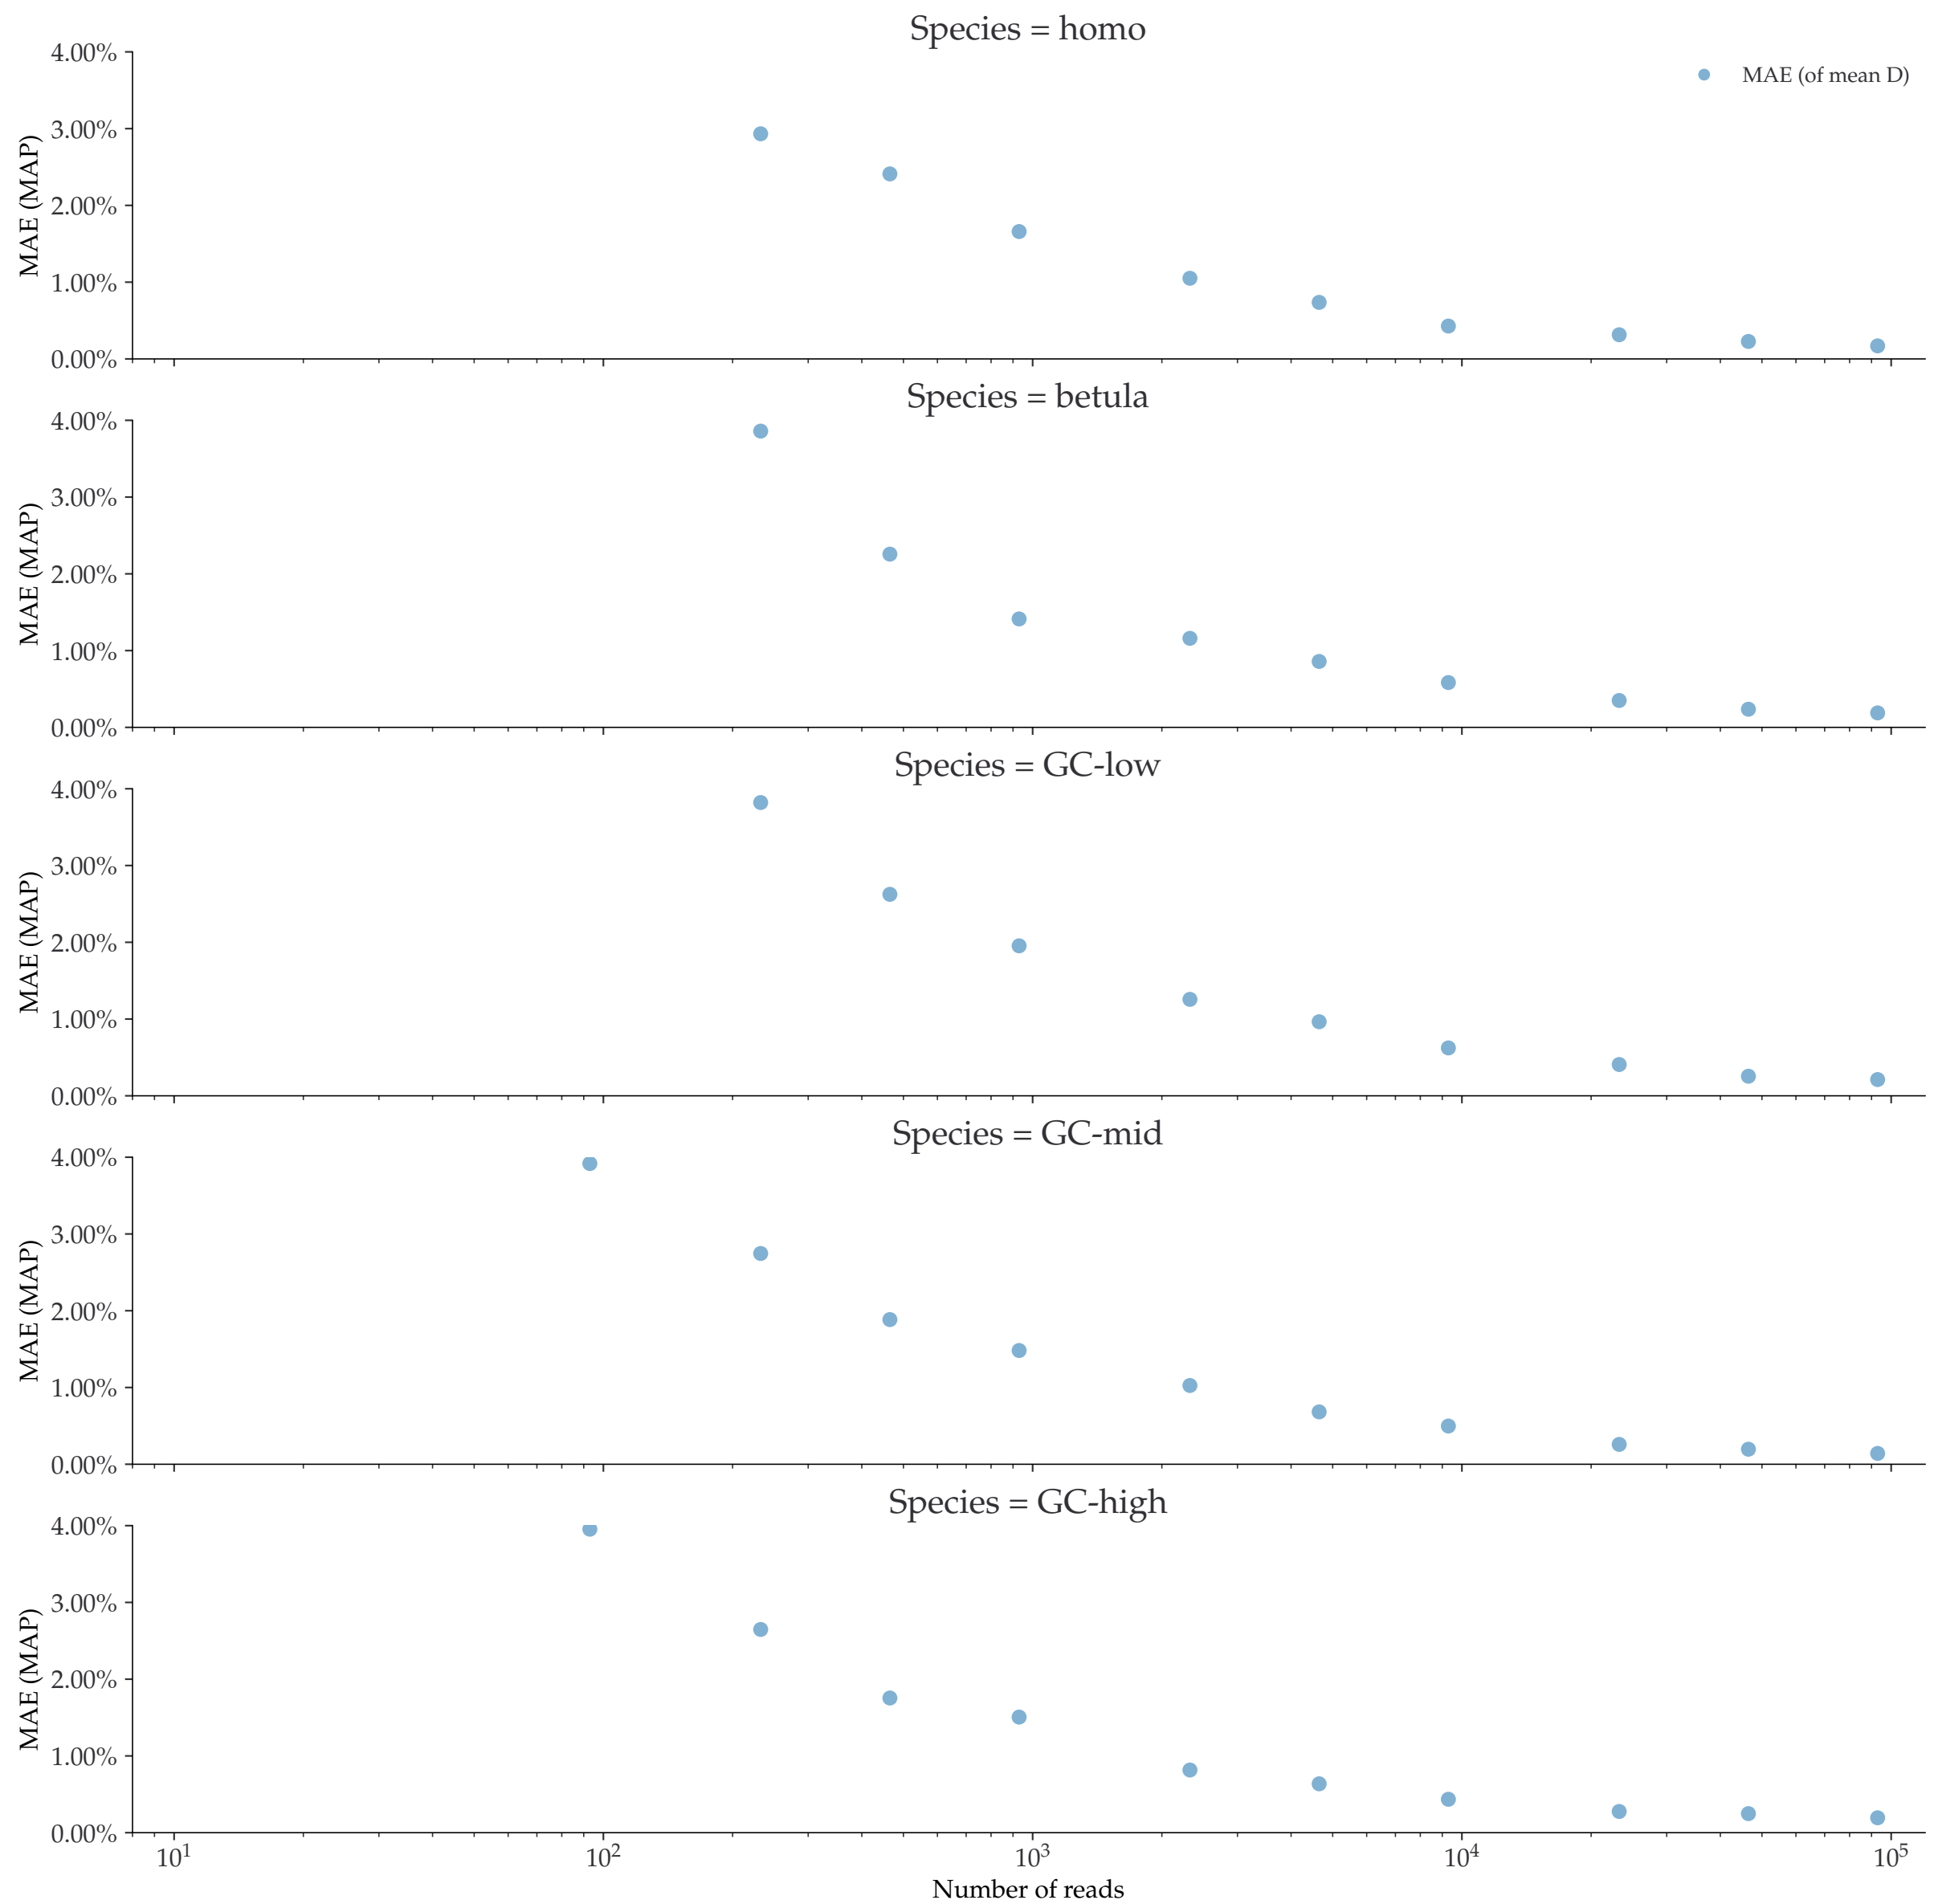 Species = homo
MAE (of mean D)
MAE (MAP)
4.00%
3.00%
2.00%
1.00%
0.00%
Species = betula
MAE (MAP)
4.00%
3.00%
2.00%
1.00%
0.00%
Species = GC-low
MAE (MAP)
4.00%
3.00%
2.00%
1.00%
0.00%
Species = GC-mid
MAE (MAP)
4.00%
3.00%
2.00%
1.00%
0.00%
Species = GC-high
MAE (MAP)
4.00%
3.00%
2.00%
1.00%
0.00%
10¹ 10² 10³ 10⁴ 10⁵
Number of reads